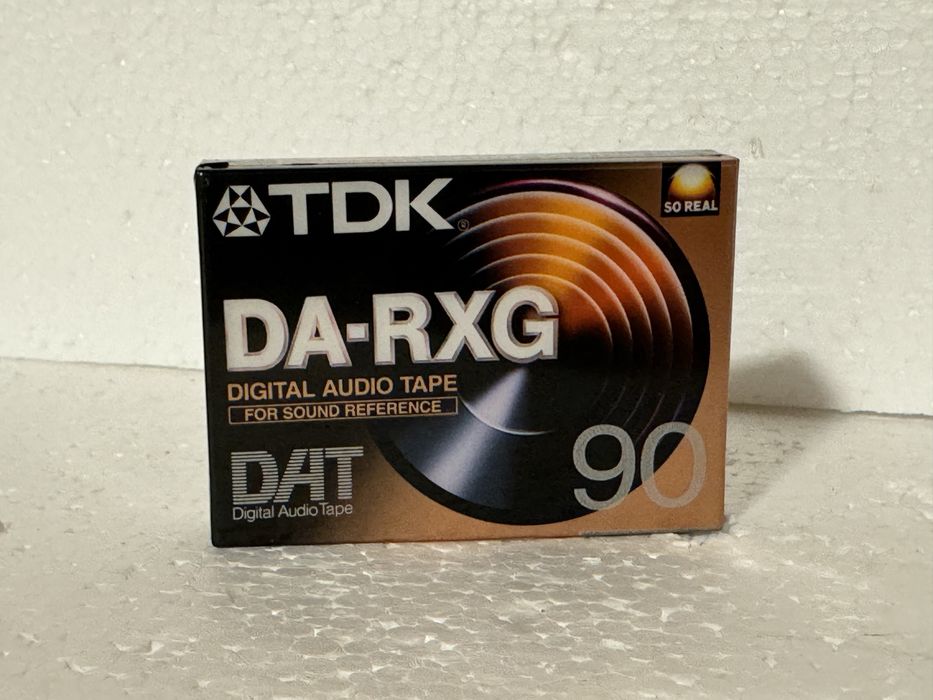 TDK®
SO REAL
DA-RXG
DIGITAL AUDIO TAPE
FOR SOUND REFERENCE
DAT
Digital Audio Tape
90